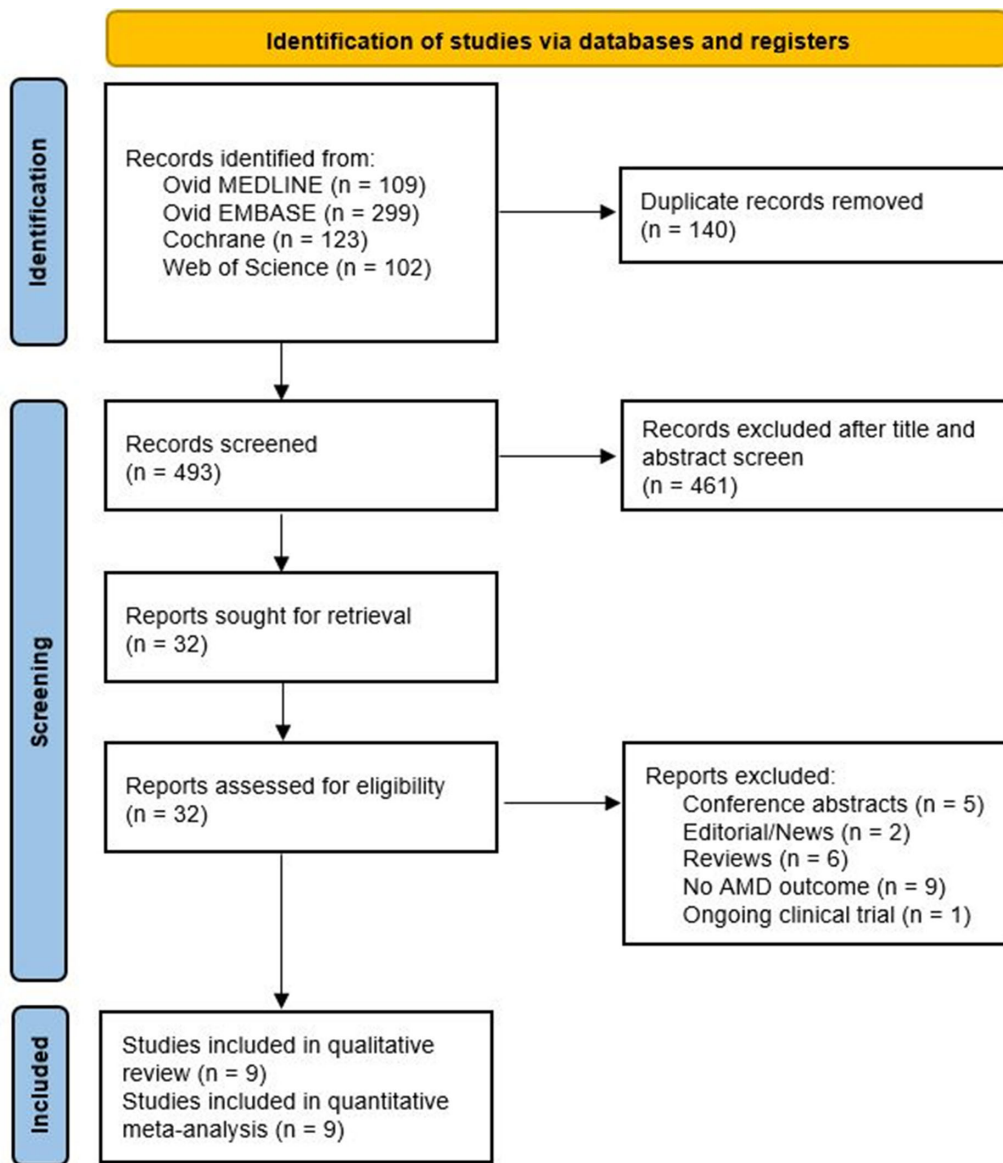 Identification of studies via databases and registers
Identification
Records identified from:
Ovid MEDLINE (n = 109)
Ovid EMBASE (n = 299)
Cochrane (n = 123)
Web of Science (n = 102)
Duplicate records removed
(n = 140)
Screening
Records screened
(n = 493)
Records excluded after title and
abstract screen
(n = 461)
Reports sought for retrieval
(n = 32)
Reports assessed for eligibility
(n = 32)
Reports excluded:
Conference abstracts (n = 5)
Editorial/News (n = 2)
Reviews (n = 6)
No AMD outcome (n = 9)
Ongoing clinical trial (n = 1)
Included
Studies included in qualitative
review (n = 9)
Studies included in quantitative
meta-analysis (n = 9)